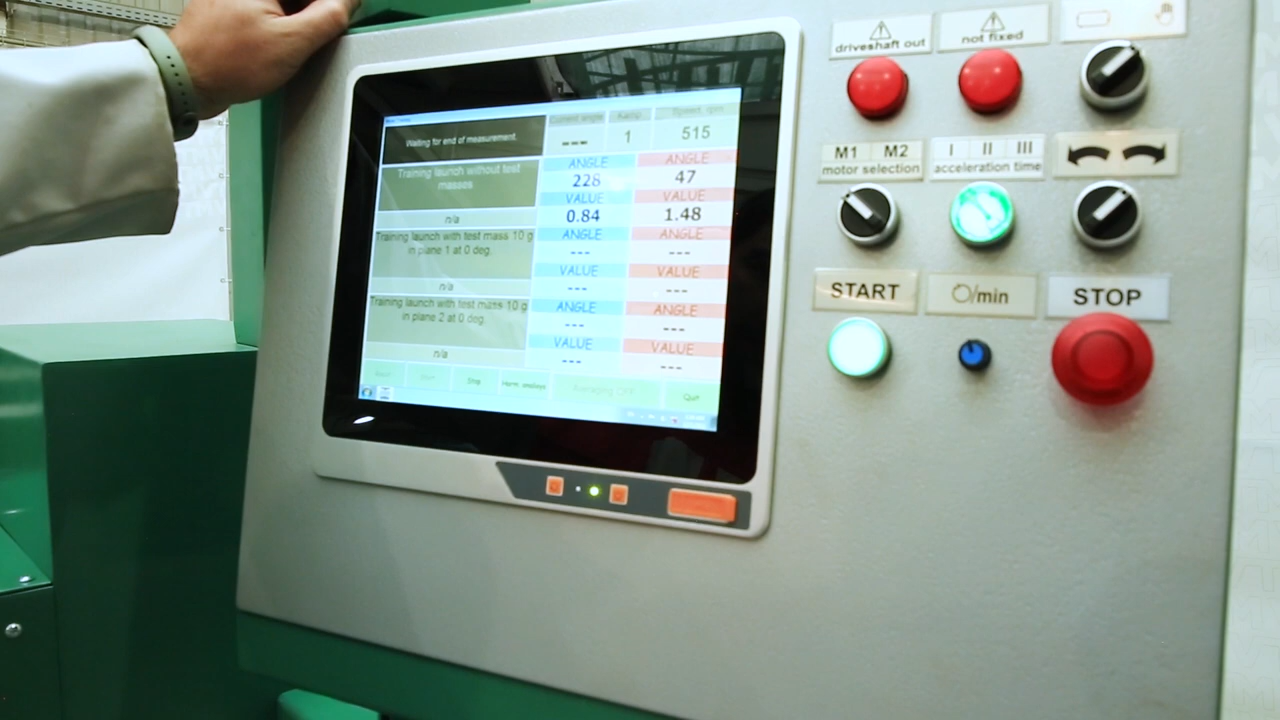 Waiting for end of measurement.
Current angle
---
Kamp
1
Speed, rpm
515
Training launch without test
masses
n/a
ANGLE
228
VALUE
0.84
ANGLE
47
VALUE
1.48
Training launch with test mass 10 g
in plane 1 at 0 deg.
n/a
ANGLE
---
VALUE
---
ANGLE
---
VALUE
---
Training launch with test mass 10 g
in plane 2 at 0 deg.
n/a
ANGLE
---
VALUE
---
ANGLE
---
VALUE
---
Stop
Harm. analisys
Averaging OFF
Quit
driveshaft out
not fixed
M1 M2
motor selection
I II III
acceleration time
START
/min
STOP